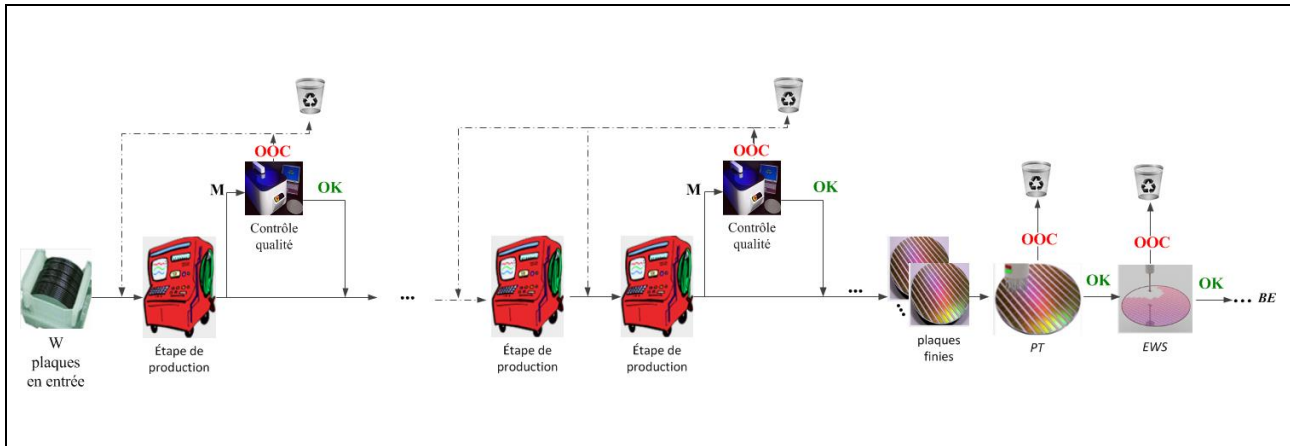 OOC
M
OK
Contrôle
qualité
W
plaques
en entrée
Étape de
production
...
Étape de
production
Étape de
production
OOC
M
OK
Contrôle
qualité
...
plaques
finies
OOC
PT
OK
OOC
EWS
OK
... BE